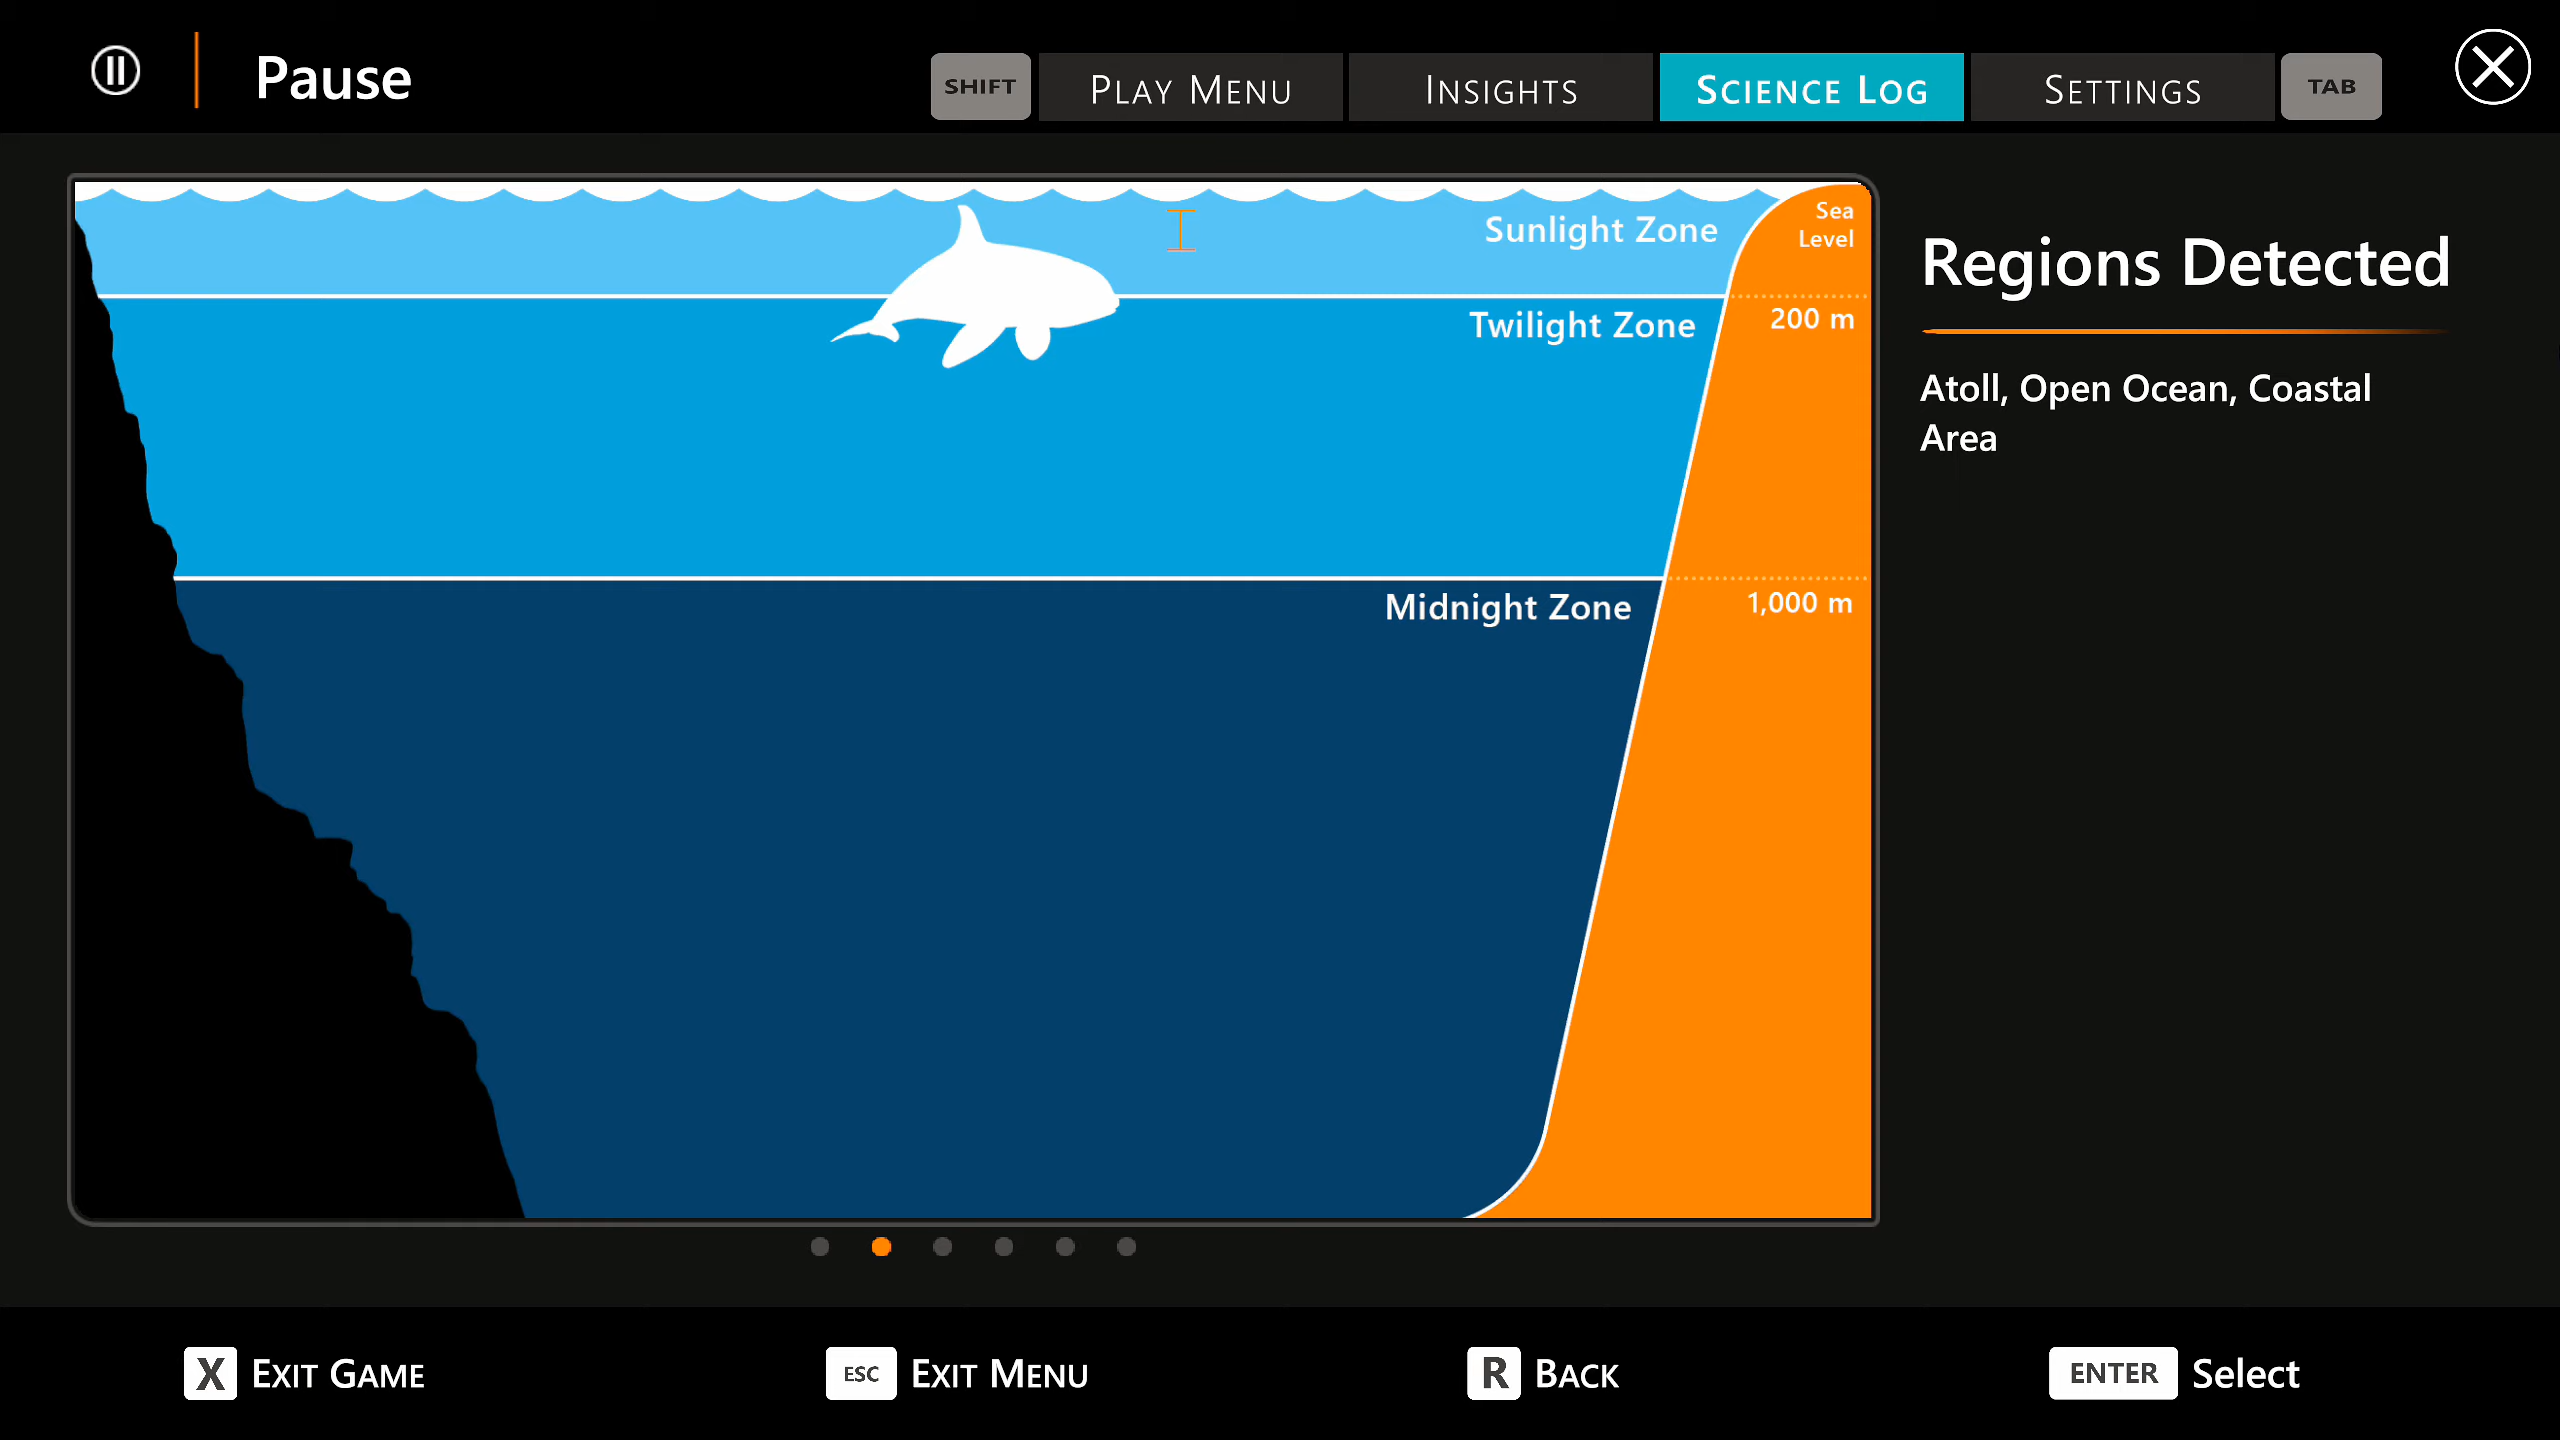 Pause
SHIFT
PLAY MENU
INSIGHTS
SCIENCE LOG
SETTINGS
TAB
Sunlight Zone
Sea
Level
Twilight Zone
200 m
Midnight Zone
1,000 m
Regions Detected
Atoll, Open Ocean, Coastal
Area
X EXIT GAME
ESC EXIT MENU
R BACK
ENTER Select